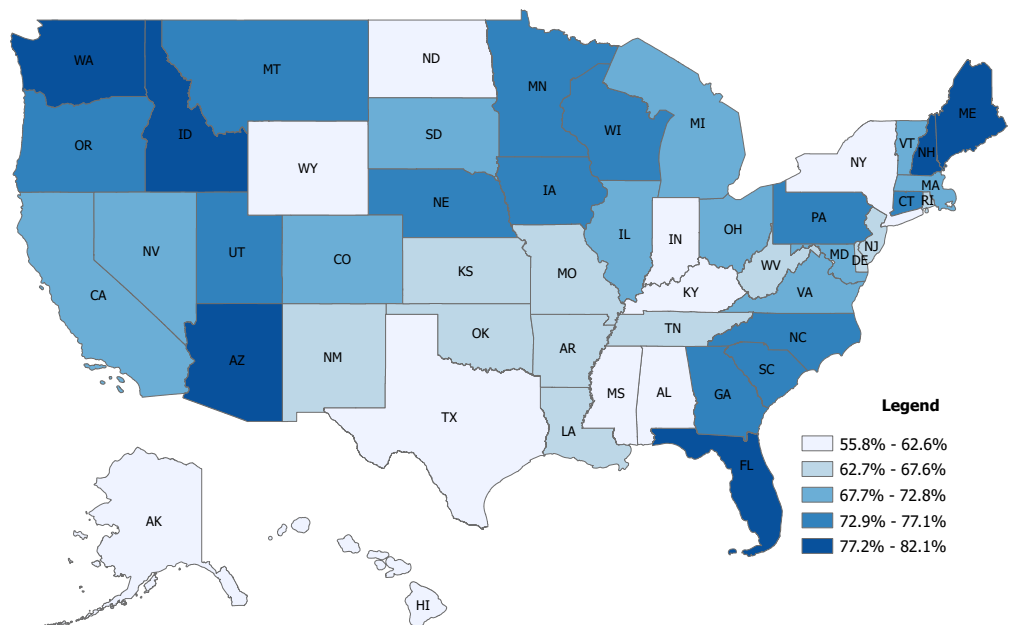 WA
MT
ND
MN
ME
OR
ID
SD
WI
MI
VT
NH
WY
NY
MA
IA
NE
CT
RI
PA
NV
UT
CO
IL
IN
OH
NJ
MD
DE
CA
KS
MO
WV
VA
KY
AZ
NM
OK
AR
TN
NC
SC
TX
MS
AL
GA
LA
FL
AK
HI
Legend
55.8% - 62.6%
62.7% - 67.6%
67.7% - 72.8%
72.9% - 77.1%
77.2% - 82.1%